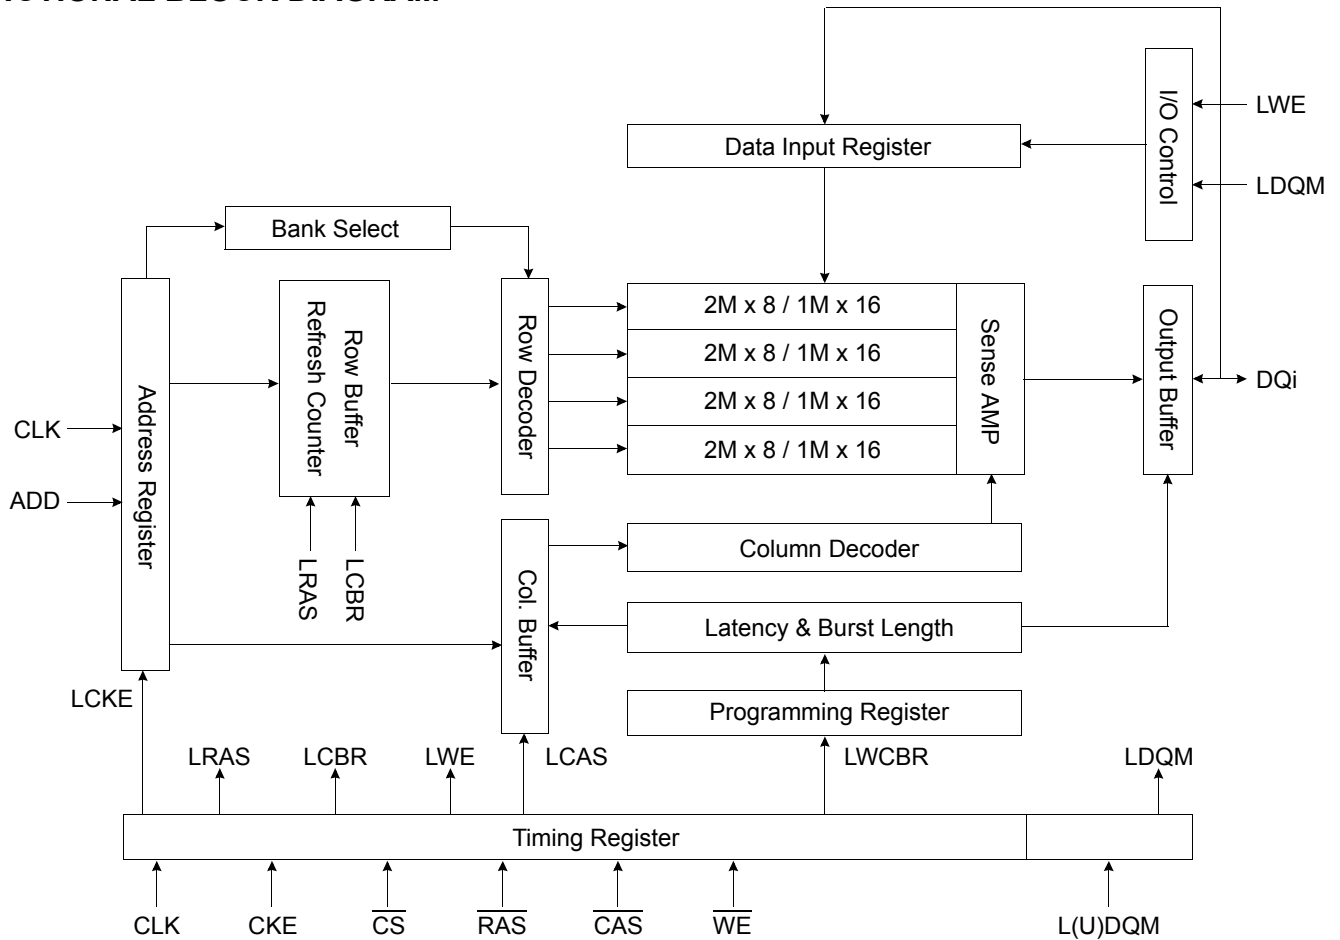 I/O Control
LWE
LDQM
Data Input Register
Bank Select
Address Register
Refresh Counter
Row Buffer
Row Decoder
2M x 8 / 1M x 16
2M x 8 / 1M x 16
2M x 8 / 1M x 16
2M x 8 / 1M x 16
Sense AMP
Output Buffer
DQi
CLK
ADD
LRAS
LCBR
Col. Buffer
Column Decoder
Latency & Burst Length
Programming Register
LCKE
LRAS
LCBR
LWE
LCAS
LWCBR
LDQM
Timing Register
CLK
CKE
CS
RAS
CAS
WE
L(U)DQM